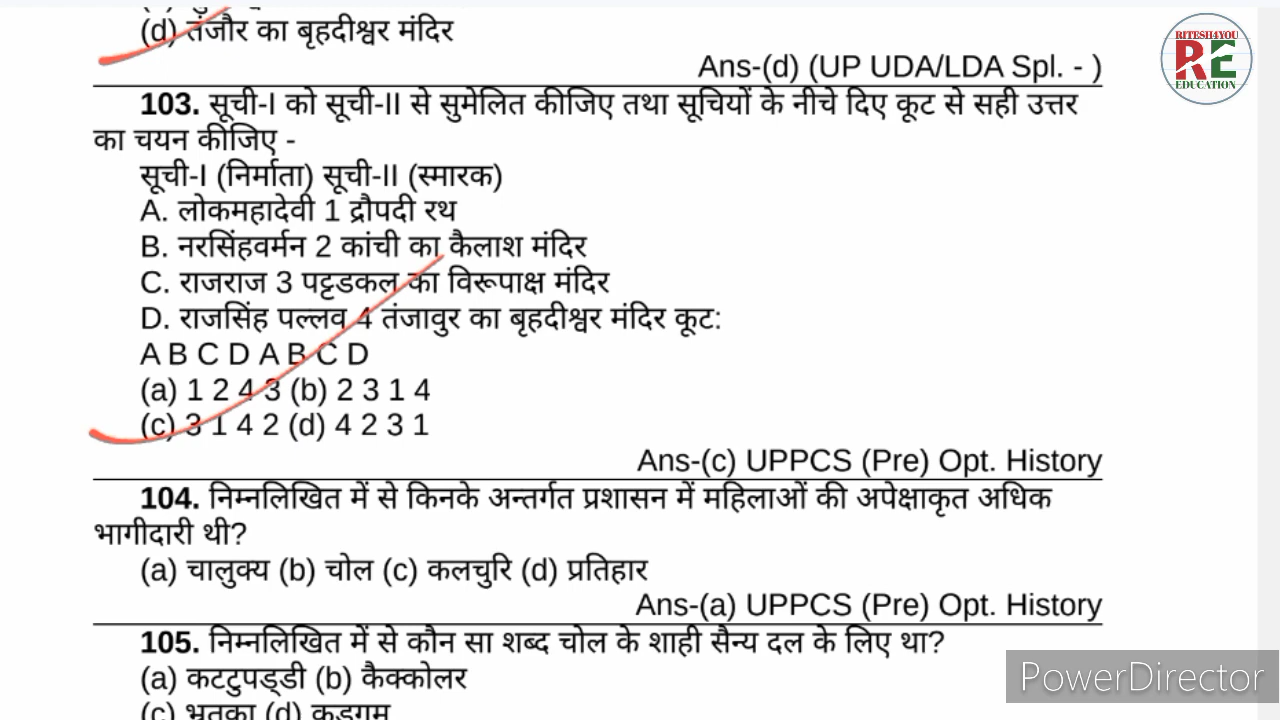 (d) तंजौर का बृहदीश्वर मंदिर
Ans-(d) (UP UDA/LDA Spl. - )
RITESH4YOU
RE
EDUCATION
103. सूची-I को सूची-II से सुमेलित कीजिए तथा सूचियों के नीचे दिए कूट से सही उत्तर
का चयन कीजिए -
सूची-I (निर्माता) सूची-II (स्मारक)
A. लोकमहादेवी 1 द्रौपदी रथ
B. नरसिंहवर्मन 2 कांची का कैलाश मंदिर
C. राजराज 3 पट्टडकल का विरूपाक्ष मंदिर
D. राजसिंह पल्लव 4 तंजावुर का बृहदीश्वर मंदिर कूट:
A B C D A B C D
(a) 1 2 4 3 (b) 2 3 1 4
(c) 3 1 4 2 (d) 4 2 3 1
Ans-(c) UPPCS (Pre) Opt. History
104. निम्नलिखित में से किनके अन्तर्गत प्रशासन में महिलाओं की अपेक्षाकृत अधिक
भागीदारी थी?
(a) चालुक्य (b) चोल (c) कलचुरि (d) प्रतिहार
Ans-(a) UPPCS (Pre) Opt. History
105. निम्नलिखित में से कौन सा शब्द चोल के शाही सैन्य दल के लिए था?
(a) कटटुपड्डी (b) कैक्कोलर
(c) (d)
PowerDirector